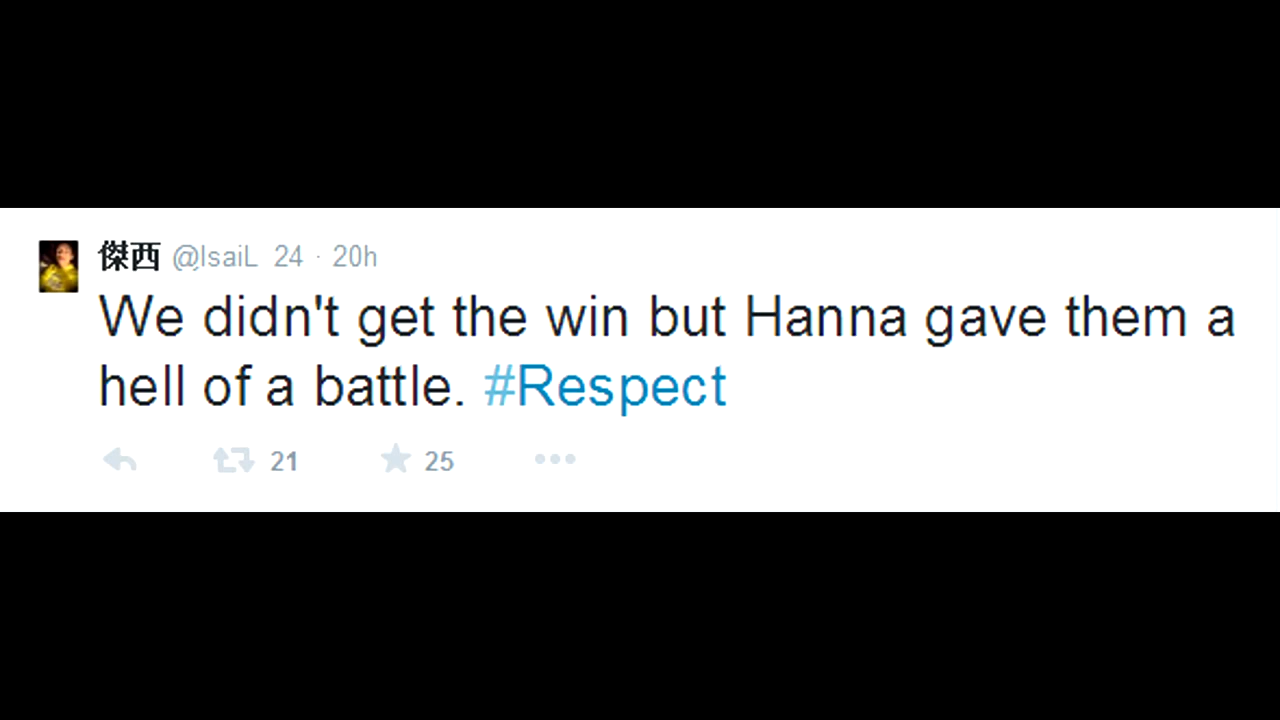 傑西 @IsaiL_24 · 20h
We didn't get the win but Hanna gave them a
hell of a battle. #Respect
21 25